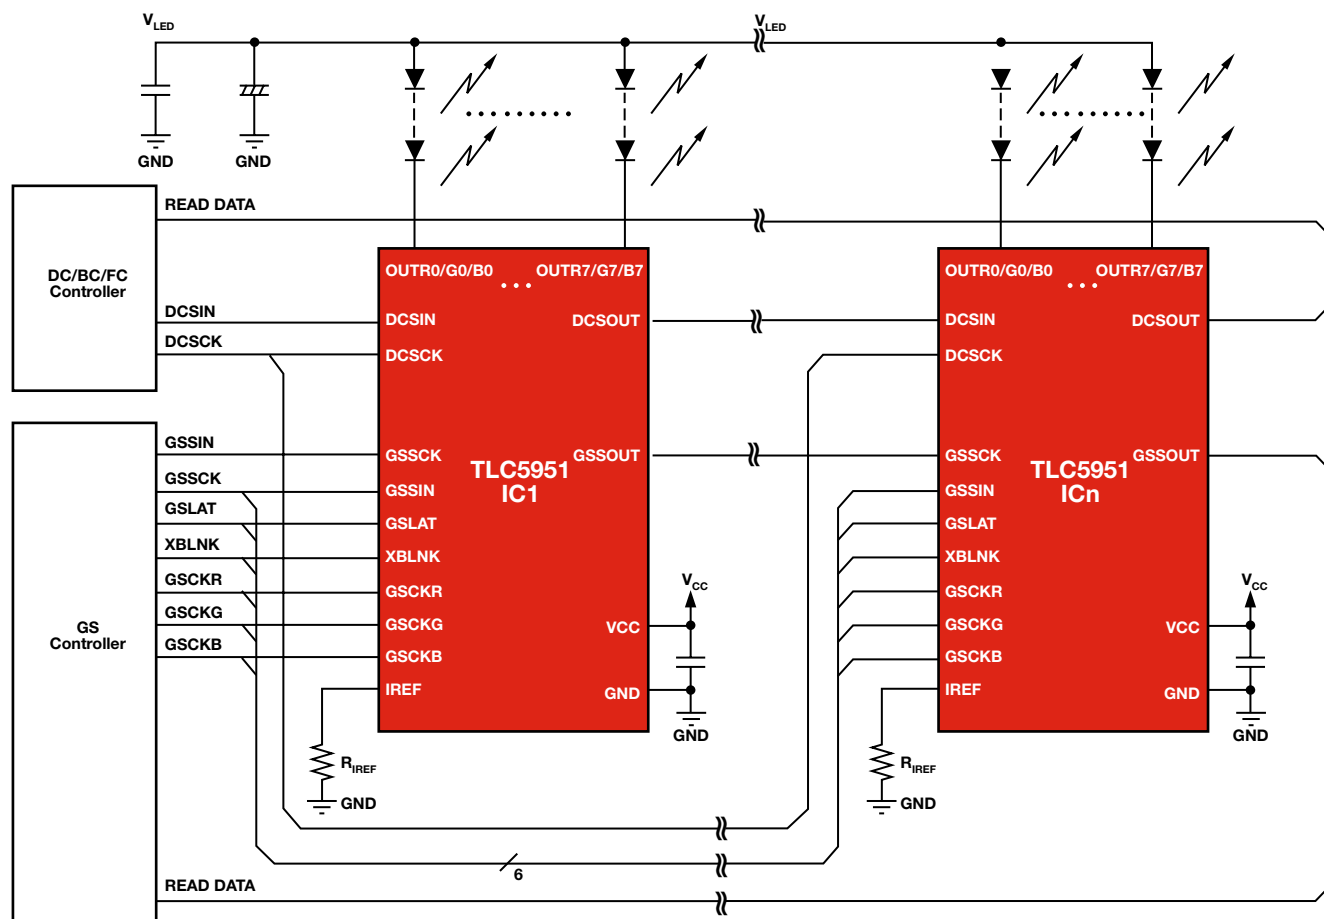 VLED
VLED
GND
GND
READ DATA
DC/BC/FC
Controller
DCSIN
DCSCK
OUTR0/G0/B0
OUTR7/G7/B7
DCSIN
DCSOUT
DCSCK
GSSCK
GSSOUT
TLC5951
IC1
GSSIN
GSLAT
XBLNK
GSCKR
GSCKG
VCC
GSCKB
IREF
GND
VCC
GND
RIREF
GND
OUTR0/G0/B0
OUTR7/G7/B7
DCSIN
DCSOUT
DCSCK
GSSCK
GSSOUT
TLC5951
ICn
GSSIN
GSLAT
XBLNK
GSCKR
GSCKG
VCC
GSCKB
IREF
GND
VCC
GND
RIREF
GND
GS
Controller
GSSIN
GSSCK
GSLAT
XBLNK
GSCKR
GSCKG
GSCKB
6
READ DATA